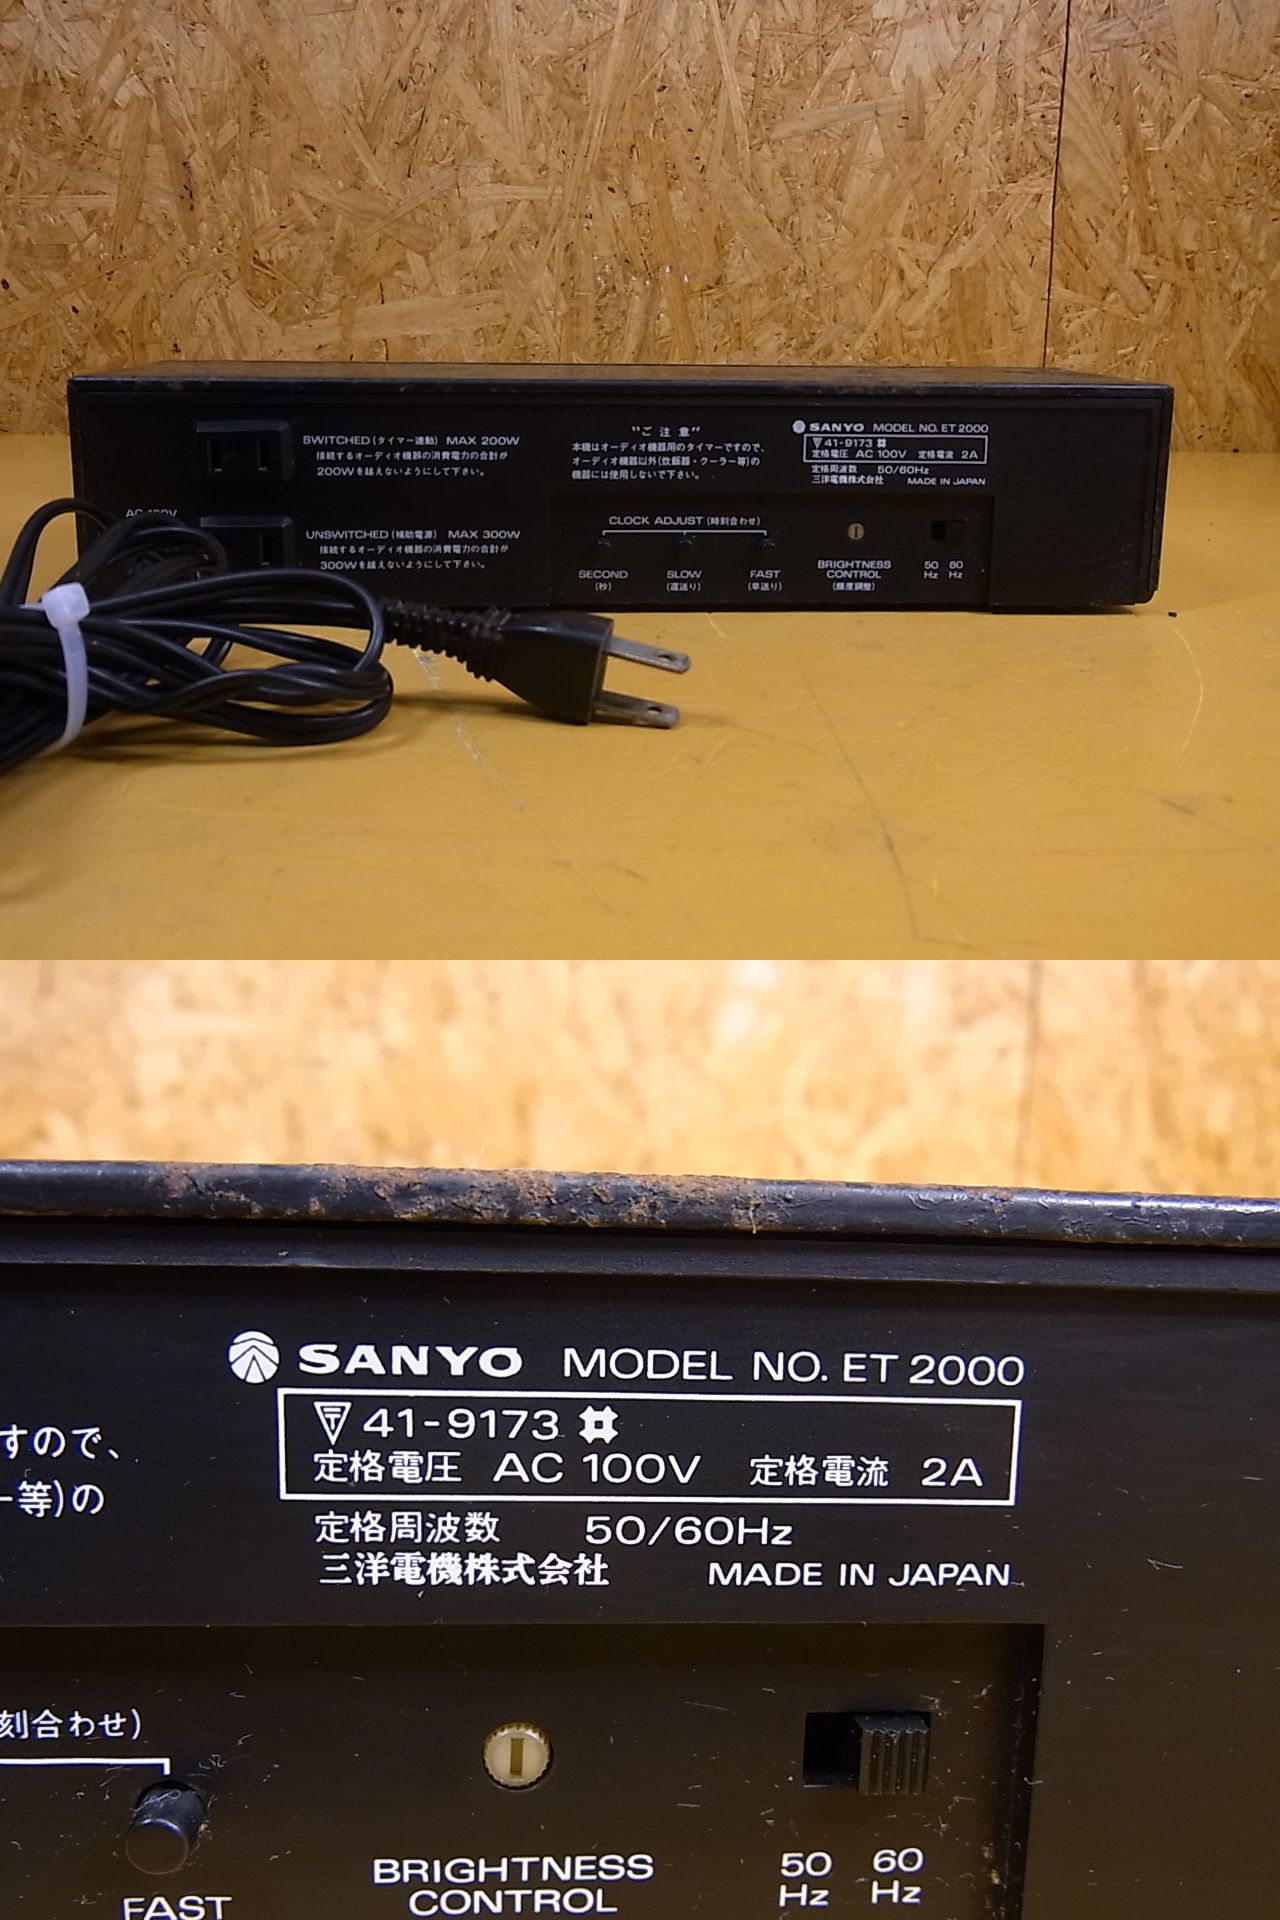 SWITCHED (タイマー連動) MAX 200W
接続するオーディオ機器の消費電力の合計が
200Wを越えないようにして下さい。
AC 100V
UNSWITCHED (補助電源) MAX 300W
接続するオーディオ機器の消費電力の合計が
300Wを越えないようにして下さい。
"ご注意"
本機はオーディオ機器用のタイマーですので、
オーディオ機器以外(炊飯器・クーラー等)の
機器には使用しないで下さい。
SANYO MODEL NO. ET 2000
〒 41-9173
定格電圧 AC 100V 定格電流 2A
定格周波数 50/60Hz
三洋電機株式会社 MADE IN JAPAN
CLOCK ADJUST (時刻合わせ)
SECOND
(秒)
SLOW
(遅送り)
FAST
(早送り)
BRIGHTNESS
CONTROL
(輝度調整)
50 60
Hz Hz
すので、
ー等)の
SANYO MODEL NO. ET 2000
〒 41-9173
定格電圧 AC 100V 定格電流 2A
定格周波数 50/60Hz
三洋電機株式会社 MADE IN JAPAN
刻合わせ)
FAST
BRIGHTNESS
CONTROL
50 60
Hz Hz